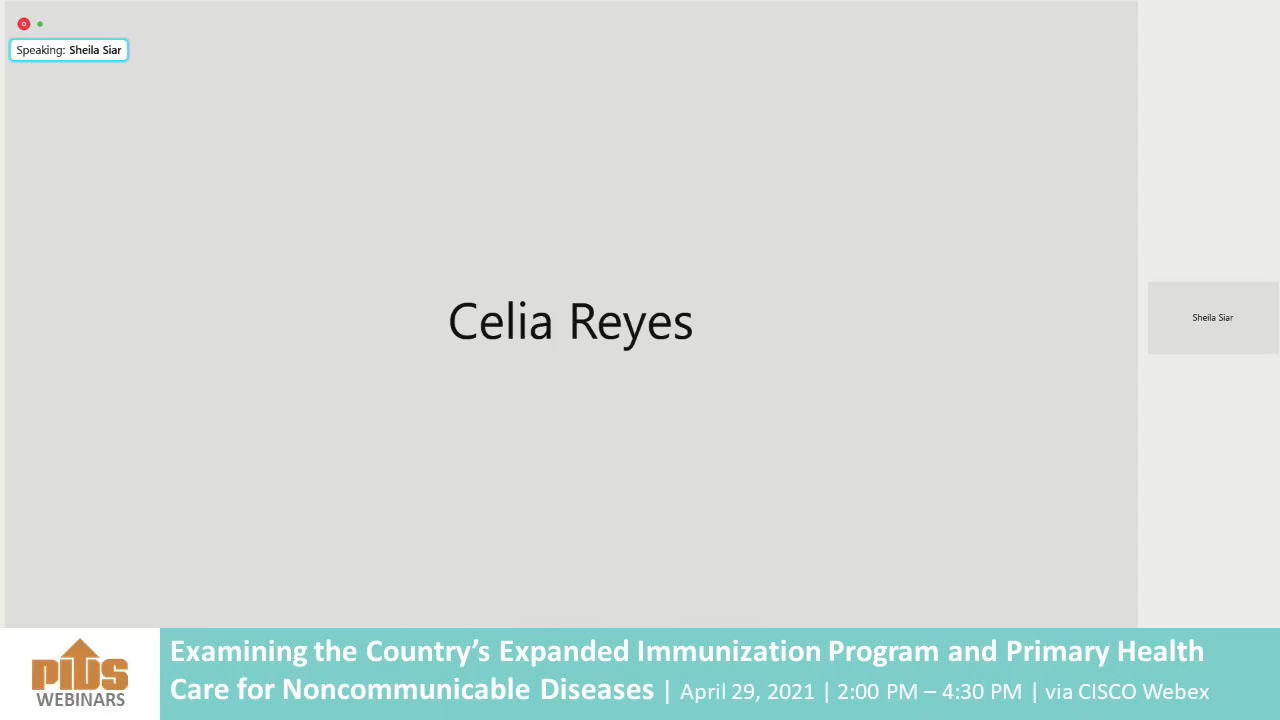 Speaking: Sheila Siar
Celia Reyes
Sheila Siar
PIDS
WEBINARS
Examining the Country's Expanded Immunization Program and Primary Health
Care for Noncommunicable Diseases | April 29, 2021 | 2:00 PM – 4:30 PM | via CISCO Webex